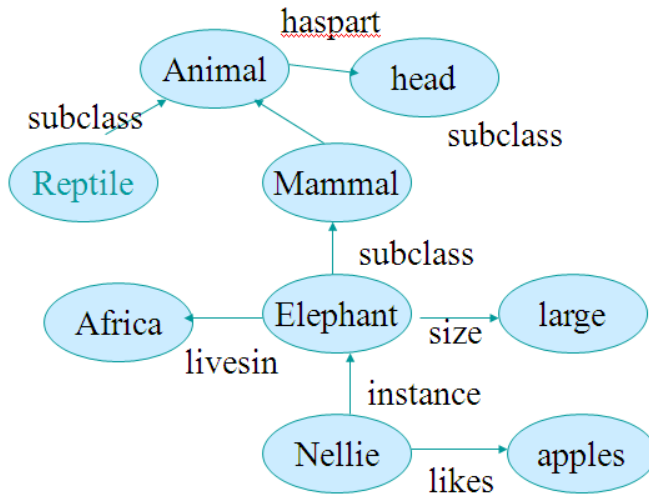 haspart
Animal
head
subclass
subclass
Reptile
Mammal
subclass
Africa
Elephant
large
size
livesin
instance
Nellie
apples
likes